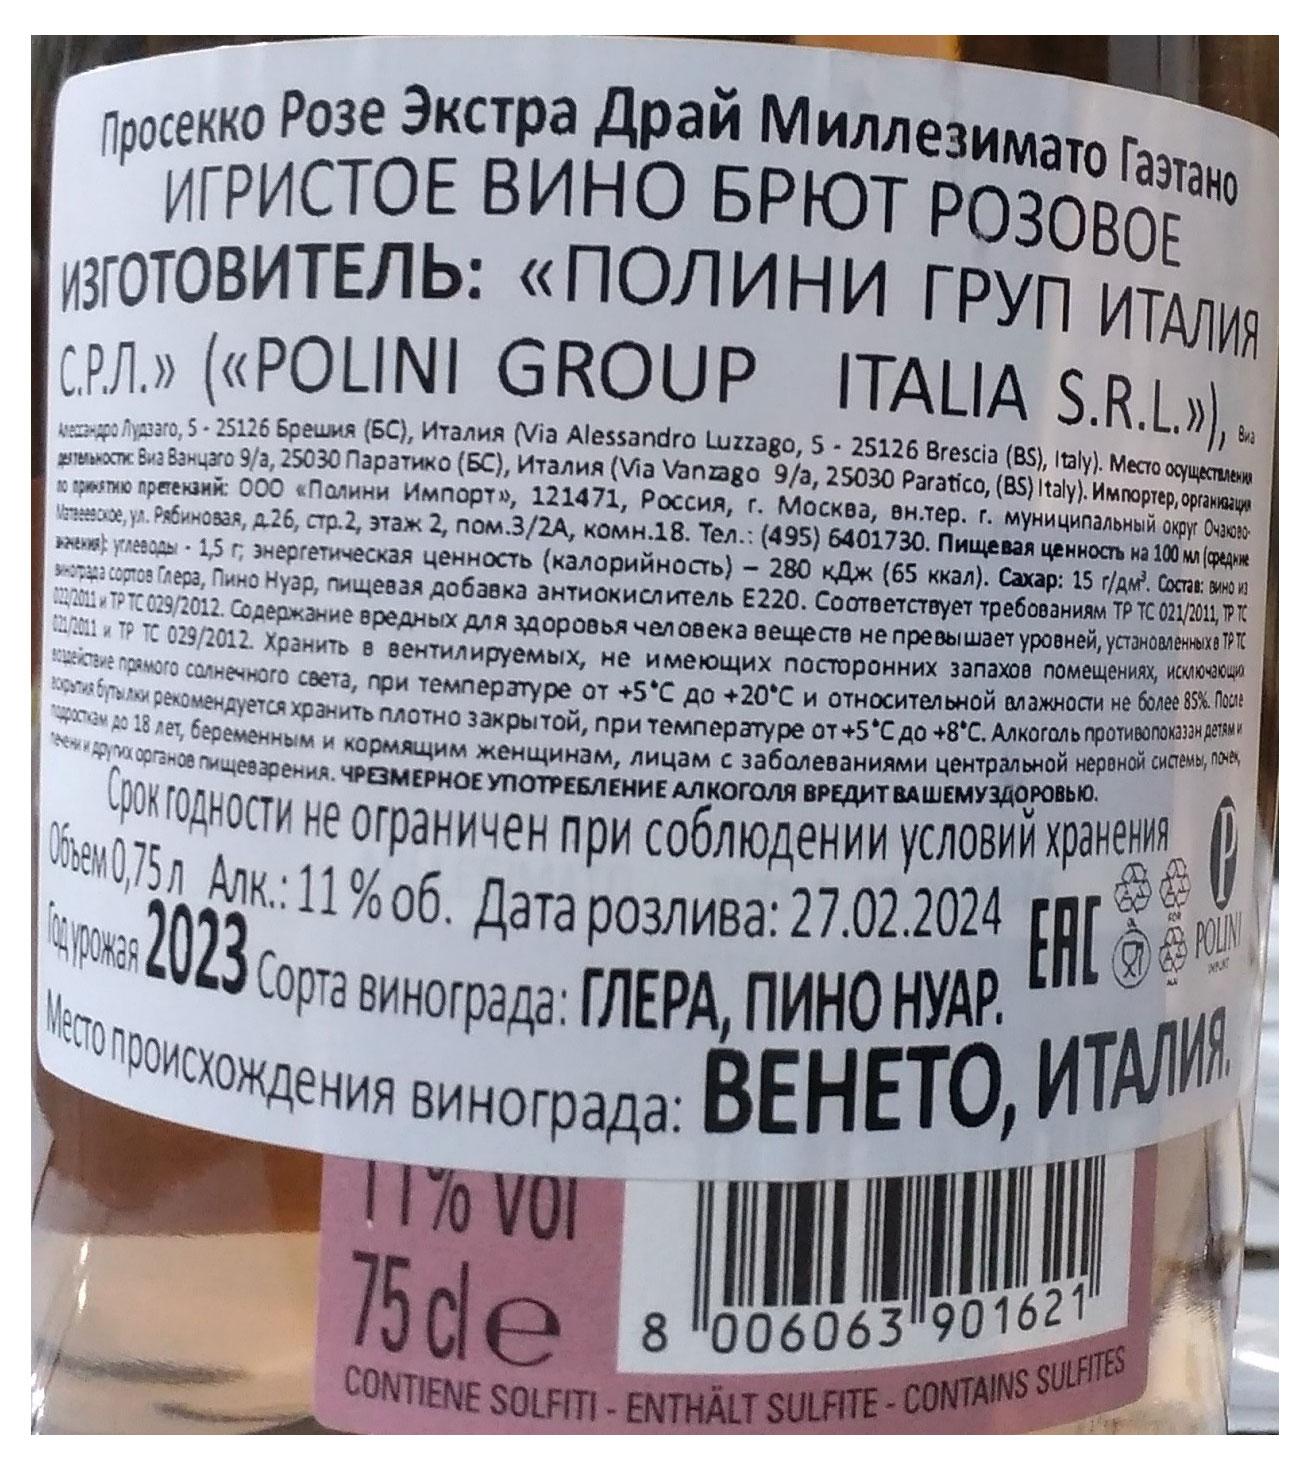 Просекко Розе Экстра Драй Миллезимато Гаэтано
ИГРИСТОЕ ВИНО БРЮТ РОЗОВОЕ
ИЗГОТОВИТЕЛЬ: «ПОЛИНИ ГРУП ИТАЛИЯ
С.Р.Л.» («POLINI GROUP ITALIA S.R.L.»), Виа
Алессандро Лудзаго, 5 - 25126 Брешия (БС), Италия (Via Alessandro Luzzago, 5 - 25126 Brescia (BS), Italy). Место осуществления
деятельности: Виа Ванцаго 9/а, 25030 Паратико (БС), Италия (Via Vanzago 9/a, 25030 Paratico, (BS) Italy). Импортер, организация
по принятию претензий: ООО «Полини Импорт», 121471, Россия, г. Москва, вн.тер. г. муниципальный округ Очаково-
Матвеевское, ул. Рябиновая, д.26, стр.2, этаж 2, пом.3/2А, комн.18. Тел.: (495) 6401730. Пищевая ценность на 100 мл (средние
значения): углеводы - 1,5 г; энергетическая ценность (калорийность) – 280 кДж (65 ккал). Сахар: 15 г/дм³. Состав: вино из
винограда сортов Глера, Пино Нуар, пищевая добавка антиокислитель Е220. Соответствует требованиям ТР ТС 021/2011, ТР ТС
022/2011 и ТР ТС 029/2012. Содержание вредных для здоровья человека веществ не превышает уровней, установленных в ТР ТС
021/2011 и ТР ТС 029/2012. Хранить в вентилируемых, не имеющих посторонних запахов помещениях, исключающих
воздействие прямого солнечного света, при температуре от +5°С до +20°С и относительной влажности не более 85%. После
вскрытия бутылки рекомендуется хранить плотно закрытой, при температуре от +5°С до +8°С. Алкоголь противопоказан детям и
подросткам до 18 лет, беременным и кормящим женщинам, лицам с заболеваниями центральной нервной системы, почек,
печени и других органов пищеварения. ЧРЕЗМЕРНОЕ УПОТРЕБЛЕНИЕ АЛКОГОЛЯ ВРЕДИТ ВАШЕМУ ЗДОРОВЬЮ.
Срок годности не ограничен при соблюдении условий хранения
Объем 0,75 л Алк.: 11 % об. Дата розлива: 27.02.2024
Год урожая 2023 Сорта винограда: ГЛЕРА, ПИНО НУАР.
EAC
POLINI
Место происхождения винограда: ВЕНЕТО, ИТАЛИЯ.
11% vol
75 cl e
8 006063 901621
CONTIENE SOLFITI - ENTHÄLT SULFITE - CONTAINS SULFITES